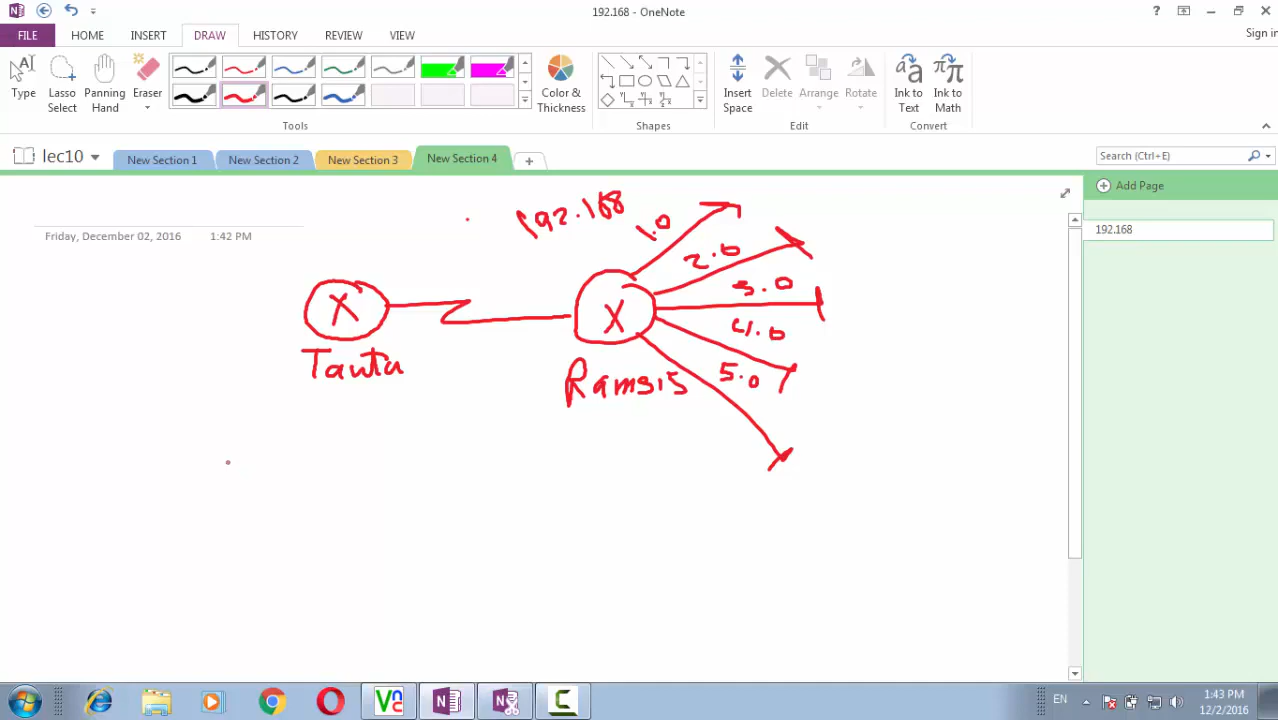 192.168 - OneNote
?
Sign in
FILE HOME INSERT DRAW HISTORY REVIEW VIEW
Type Lasso Select Panning Hand Eraser Color & Thickness Insert Space Delete Arrange Rotate Ink to Text Ink to Math
Tools Shapes Edit Convert
lec10 New Section 1 New Section 2 New Section 3 New Section 4
Search (Ctrl+E)
Add Page
192.168
Friday, December 02, 2016 1:42 PM
192.168
1.0
2.0
3.0
4.0
5.0
X
X
Tanta
Ramsis
EN
1:43 PM
12/2/2016